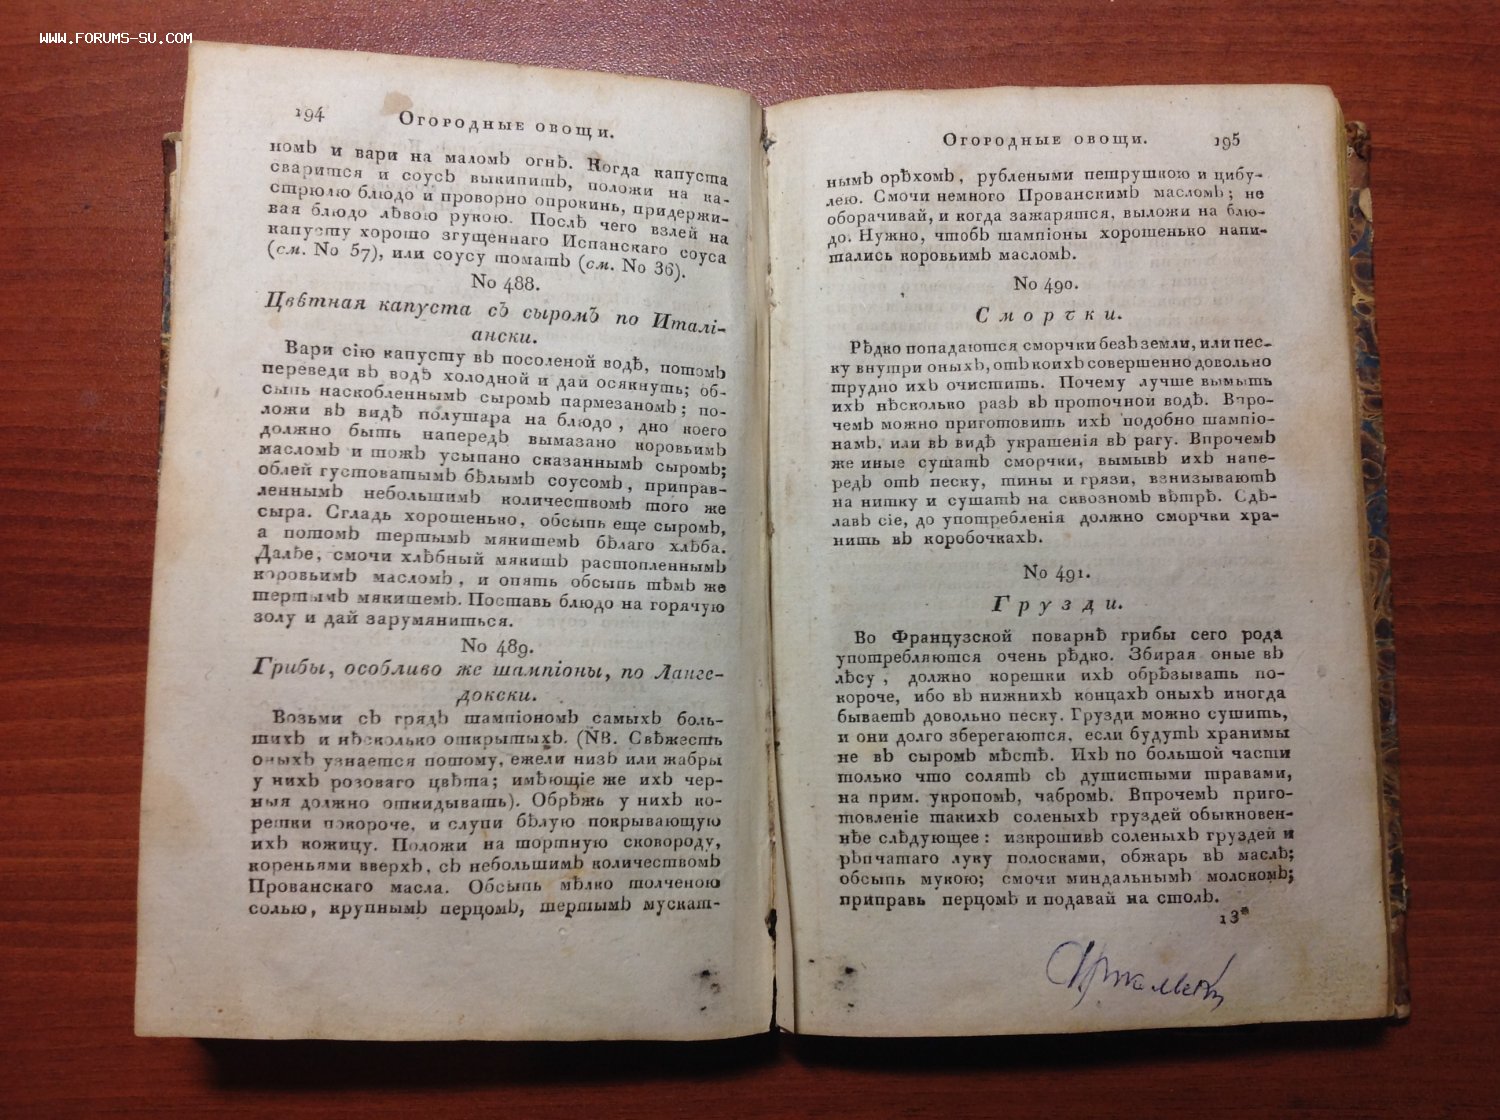 WWW.FORUMS-SU.COM
194 Огородные овощи.
номъ и вари на маломъ огнѣ. Когда капуста
сварится и соусъ выкипитъ, положи на ка-
стрюлю блюдо и проворно опрокинь, придержи-
вая блюдо лѣвою рукою. Послѣ чего взлей на
капусту хорошо згущеннаго Испанскаго соуса
(см. No 57), или соусу томатъ (см. No 36).
No 488.
Цвѣтная капуста съ сыромъ по Италі-
ански.
Вари сію капусту въ посоленой водѣ, потомъ
переведи въ водѣ холодной и дай осякнуть; об-
сыпь наскобленнымъ сыромъ пармезаномъ; по-
ложи въ видѣ полушара на блюдо, дно коего
должно быть напередъ вымазано коровьимъ
масломъ и тожъ усыпано сказаннымъ сыромъ;
облей густоватымъ бѣлымъ соусомъ, приправ-
леннымъ небольшимъ количествомъ того же
сыра. Сгладь хорошенько, обсыпь еще сыромъ,
а потомъ тертымъ мякишемъ бѣлаго хлѣба.
Далѣе, смочи хлѣбный мякишъ растопленнымъ
коровьимъ масломъ, и опять обсыпь тѣмъ же
тертымъ мякишемъ. Поставь блюдо на горячую
золу и дай зарумяниться.
No 489.
Грибы, особливо же шампіоны, по Ланге-
докски.
Возьми съ грядъ шампіономъ самыхъ боль-
шихъ и нѣсколько открытыхъ. (NB. Свѣжесть
оныхъ узнается потому, ежели низъ или жабры
у нихъ розоваго цвѣта; имѣющіе же ихъ чер-
ныя должно откидывать). Обрѣжь у нихъ ко-
решки покороче, и слупи бѣлую покрывающую
ихъ кожицу. Положи на тортную сковороду,
кореньями вверхъ, съ небольшимъ количествомъ
Прованскаго масла. Обсыпь мѣлко толченою
солью, крупнымъ перцомъ, тертымъ мускат-
Огородные овощи. 195
нымъ орѣхомъ, рублеными петрушкою и цибу-
лею. Смочи немного Прованскимъ масломъ; не
оборачивай, и когда зажарятся, выложи на блю-
до. Нужно, чтобъ шампіоны хорошенько напи-
тались коровьимъ масломъ.
No 490.
Сморчки.
Рѣдко попадаются сморчки безъ земли, или пес-
ку внутри оныхъ, отъ коихъ совершенно довольно
трудно ихъ очистить. Почему лучше вымыть
ихъ нѣсколько разъ въ проточной водѣ. Впро-
чемъ можно приготовить ихъ подобно шампіо-
намъ, или въ видѣ украшенія въ рагу. Впрочемъ
же иные сушатъ сморчки, вымывъ ихъ напе-
редъ отъ песку, тины и грязи, взнизываютъ
на нитку и сушатъ на сквозномъ вѣтрѣ. Сдѣ-
лавъ сіе, до употребленія должно сморчки хра-
нить въ коробочкахъ.
No 491.
Грузди.
Во Французской поварнѣ грибы сего рода
употребляются очень рѣдко. Збирая оные въ
лѣсу, должно корешки ихъ обрѣзывать по-
короче, ибо въ нижнихъ концахъ оныхъ иногда
бываетъ довольно песку. Грузди можно сушить,
и они долго зберегаются, если будутъ хранимы
не въ сыромъ мѣстѣ. Ихъ по большой части
только что солятъ съ душистыми травами,
на прим. укропомъ, чабромъ. Впрочемъ приго-
товленіе такихъ соленыхъ груздей обыкновен-
нѣе слѣдующее: искрошивъ соленыхъ груздей и
рѣпчатаго луку полосками, обжарь въ маслѣ;
обсыпь мукою; смочи миндальнымъ молокомъ;
приправь перцомъ и подавай на столъ.
13*